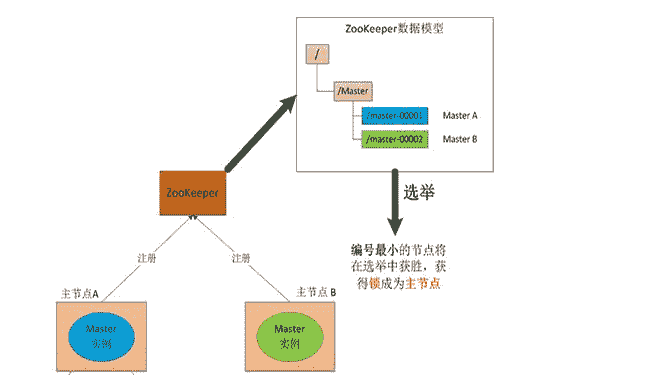 ZooKeeper数据模型
/
/Master
/master-00001 Master A
/master-00002 Master B
ZooKeeper
选举
注册 注册
编号最小的节点将
在选举中获胜，获
得锁成为主节点
主节点A 主节点 B
Master
实例
Master
实例